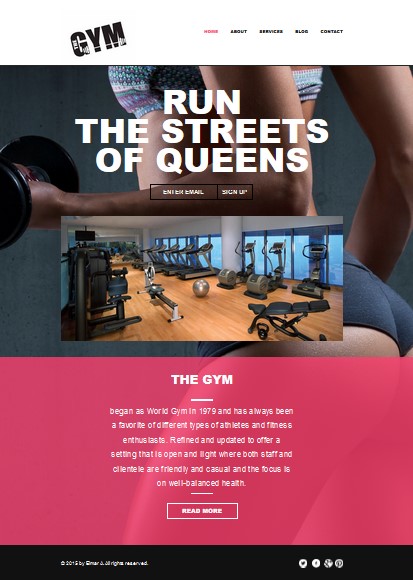 GYM
HOME ABOUT SERVICES BLOG CONTACT
RUN
THE STREETS
OF QUEENS
ENTER EMAIL SIGN UP
THE GYM
began as World Gym in 1979 and has always been
a favorite of different types of athletes and fitness
enthusiasts. Refined and updated to offer a
setting that is open and light where both staff and
clientele are friendly and casual and the focus is
on well-balanced health.
READ MORE
© 2015 by Elmar A. All rights reserved.